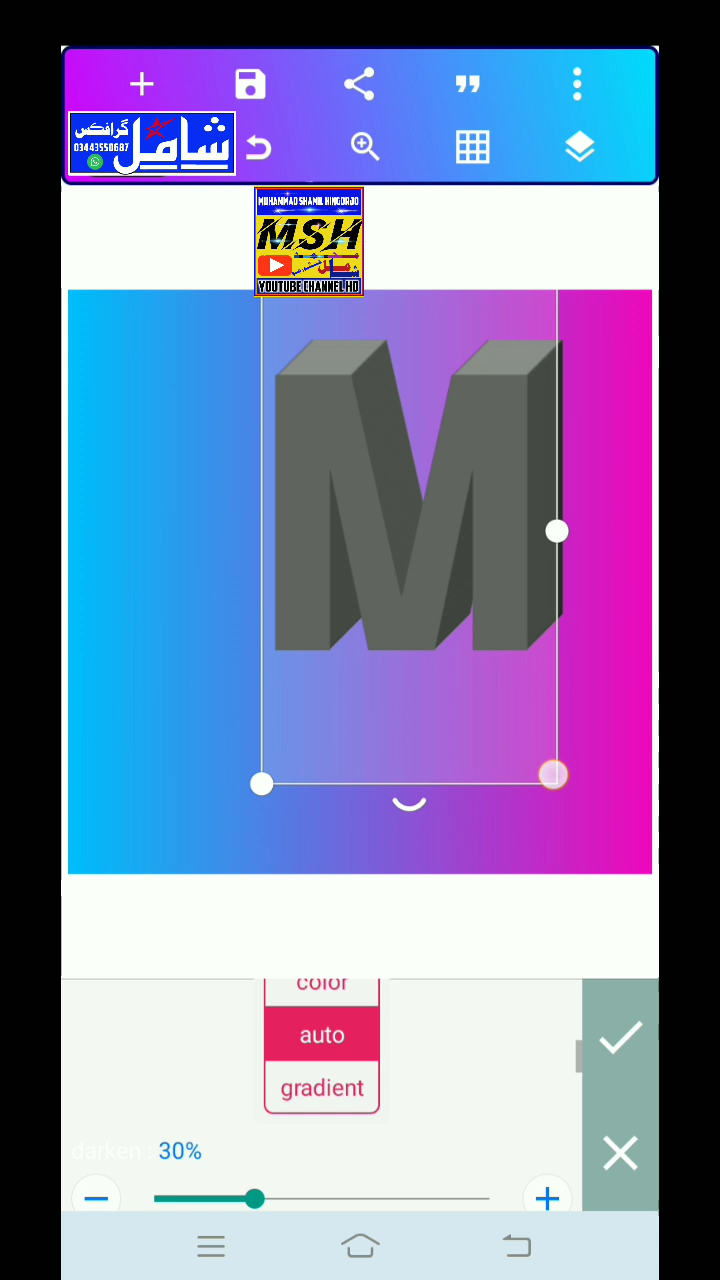 گرافکس
شامل
03443550687
MUHAMMAD SHAMIL HINGORJO
MSH
YOUTUBE CHANNEL HD
M
color
auto
gradient
darken : 30%